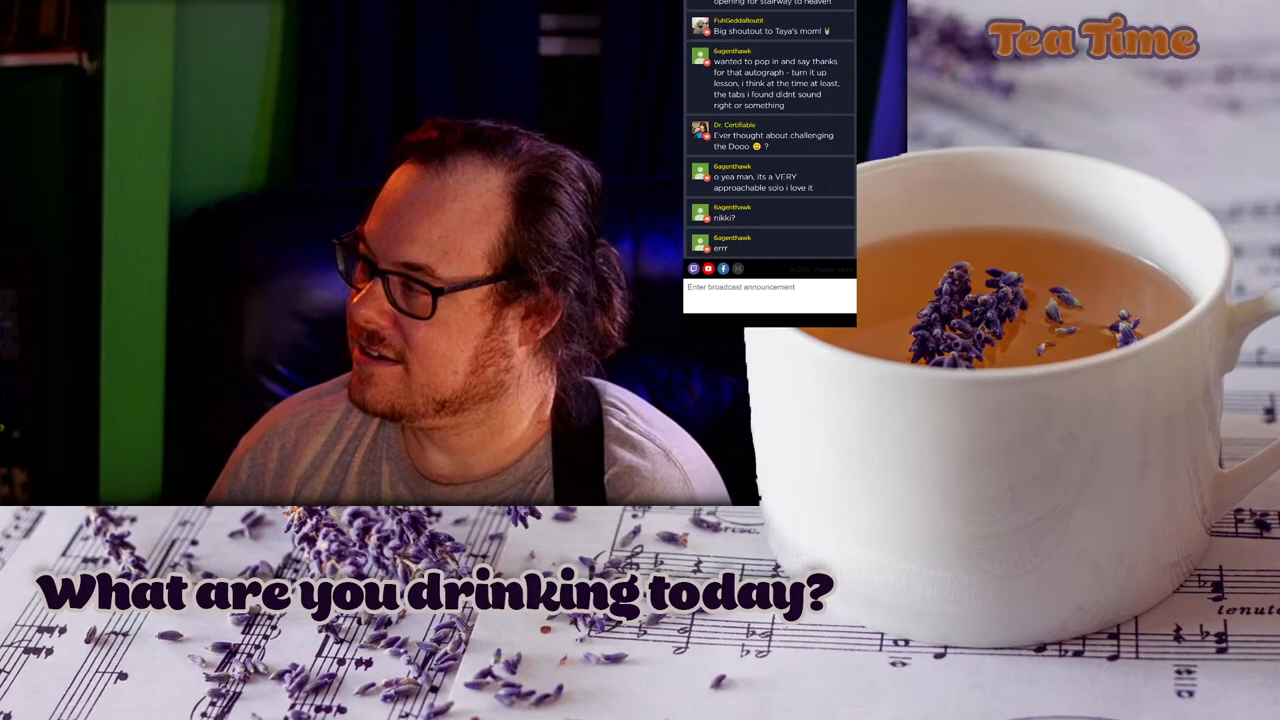 opening for stairway to heaven
FuhGeddaBoutit
Big shoutout to Taya's mom!
6agenthawk
wanted to pop in and say thanks
for that autograph - turn it up
lesson, i think at the time at least,
the tabs i found didnt sound
right or something
Dr. Certifiable
Ever thought about challenging
the Dooo 🙂 ?
6agenthawk
o yea man, its a VERY
approachable solo i love it
6agenthawk
nikki?
6agenthawk
errr
Enter broadcast announcement
Tea Time
What are you drinking today?
tenuto